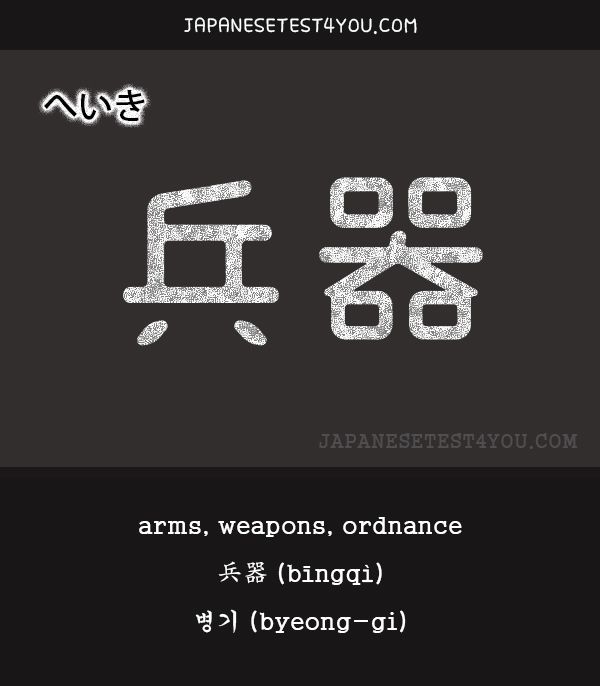 JAPANESETEST4YOU.COM
へいき
兵器
JAPANESETEST4YOU.COM
arms, weapons, ordnance
兵器 (bīngqì)
병기 (byeong-gi)